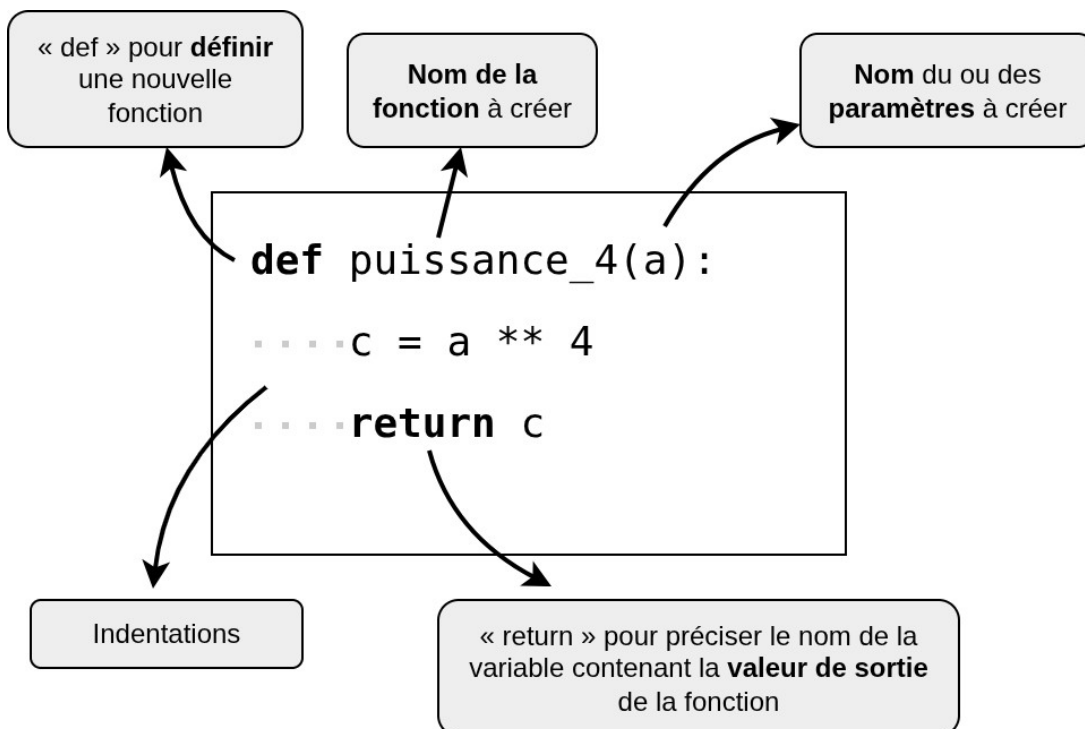 « def » pour définir
une nouvelle
fonction
Nom de la
fonction à créer
Nom du ou des
paramètres à créer
def puissance_4(a):
····c = a ** 4
····return c
Indentations
« return » pour préciser le nom de la
variable contenant la valeur de sortie
de la fonction